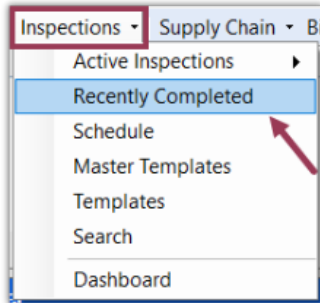 Inspections Supply Chain B
Active Inspections
Recently Completed
Schedule
Master Templates
Templates
Search
Dashboard